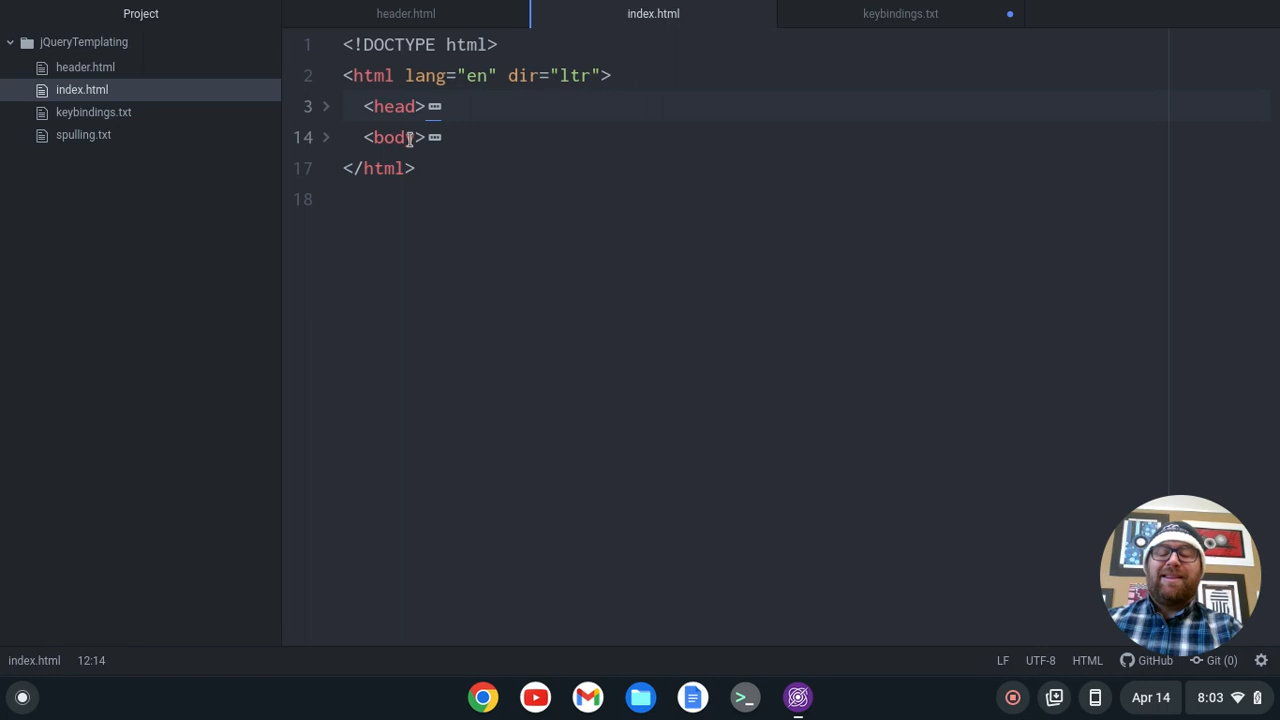 Project
header.html
index.html
keybindings.txt
jQueryTemplating
header.html
index.html
keybindings.txt
spulling.txt
1 <!DOCTYPE html>
2 <html lang="en" dir="ltr">
3 <head>
14 <body>
17 </html>
18
index.html 12:14
LF UTF-8 HTML GitHub Git (0)
Apr 14 8:03